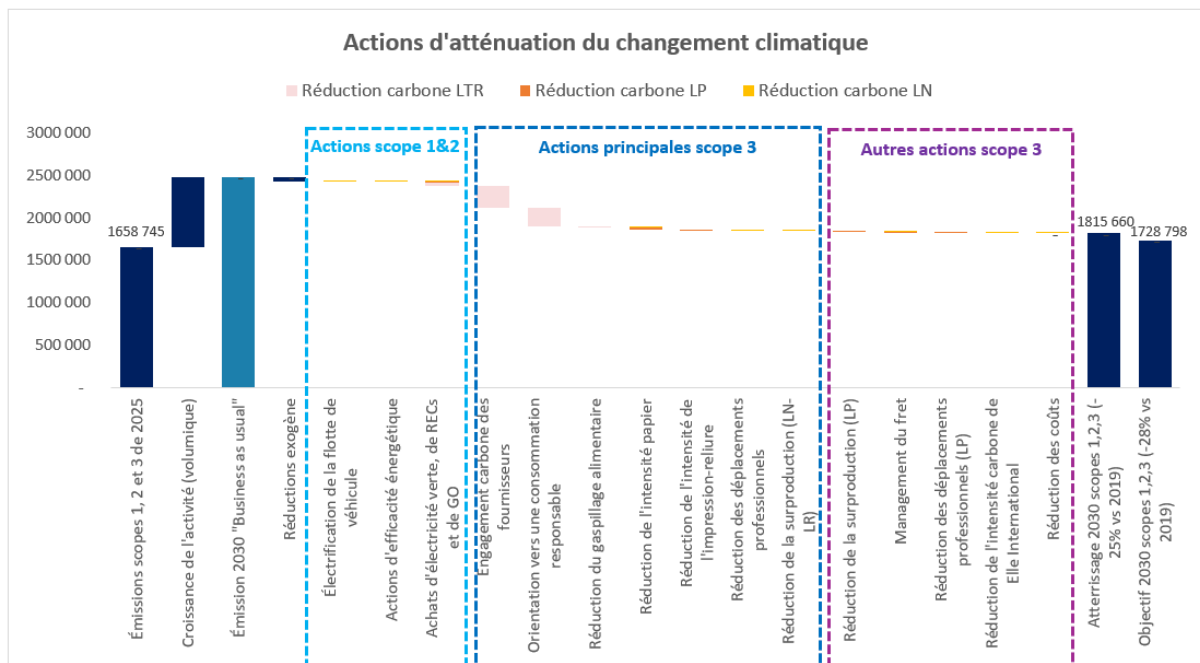 Actions d'atténuation du changement climatique
Réduction carbone LTR
Réduction carbone LP
Réduction carbone LN
3000 000
2500 000
2000 000
1500 000
1000 000
500 000
-
Actions scope 1&2
Actions principales scope 3
Autres actions scope 3
1658 745
1815 660
1728 798
Émissions scopes 1, 2 et 3 de 2025
Croissance de l'activité (volumique)
Émission 2030 "Business as usual"
Réductions exogène
Électrification de la flotte de
véhicule
Actions d'efficacité énergétique
Achats d'électricité verte, de RECs
et de GO
Engagement carbone des
fournisseurs
Orientation vers une consommation
responsable
Réduction du gaspillage alimentaire
Réduction de l'intensité papier
Réduction de l'intensité de
l'impression-reliure
Réduction des déplacements
professionnels
Réduction de la surproduction (LN-
LR)
Réduction de la surproduction (LP)
Management du fret
Réduction des déplacements
professionnels (LP)
Réduction de l'intensité carbone de
Elle International
Réduction des coûts
Atterrissage 2030 scopes 1,2,3 (-
25% vs 2019)
Objectif 2030 scopes 1,2,3 (-28% vs
2019)